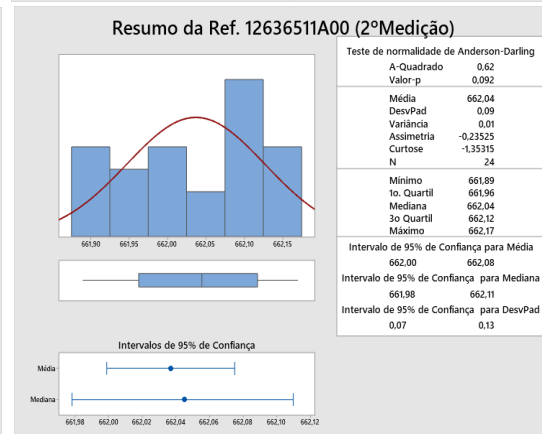 Resumo da Ref. 12636511A00 (2ºMedição)
661,90 661,95 662,00 662,05 662,10 662,15
Teste de normalidade de Anderson-Darling
A-Quadrado 0,62
Valor-p 0,092
Média 662,04
DesvPad 0,09
Variância 0,01
Assimetria -0,23525
Curtose -1,35315
N 24
Mínimo 661,89
1o. Quartil 661,96
Mediana 662,04
3o Quartil 662,12
Máximo 662,17
Intervalo de 95% de Confiança para Média
662,00 662,08
Intervalo de 95% de Confiança para Mediana
661,98 662,11
Intervalo de 95% de Confiança para DesvPad
0,07 0,13
Intervalos de 95% de Confiança
Média
Mediana
661,98 662,00 662,02 662,04 662,06 662,08 662,10 662,12